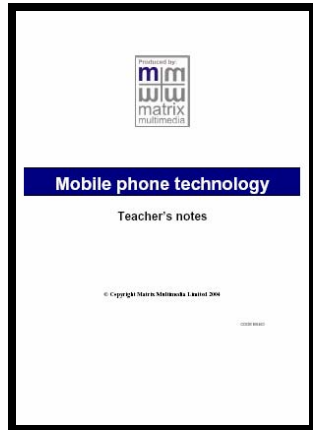 Produced by:
matrix
multimedia
Mobile phone technology
Teacher's notes
© Copyright Matrix Multimedia Limited 2006